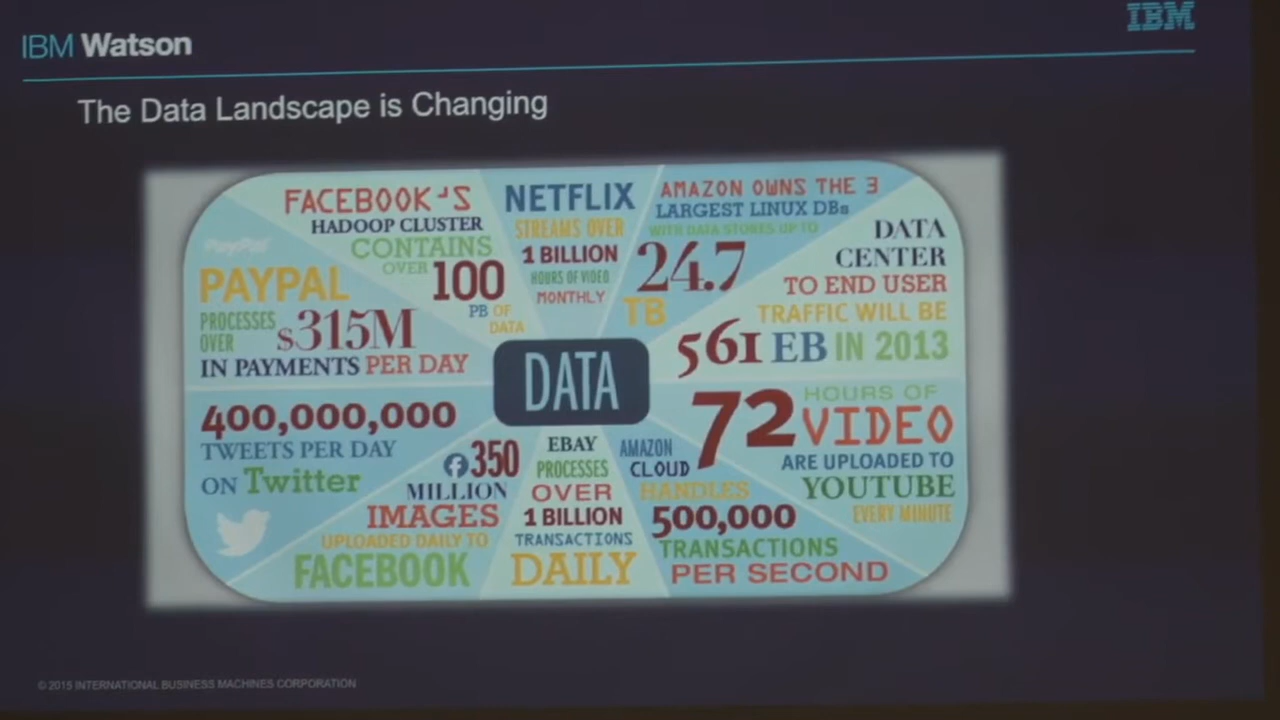 IBM Watson
IBM
The Data Landscape is Changing
FACEBOOK'S
HADOOP CLUSTER
CONTAINS
OVER 100
PB OF
DATA
NETFLIX
STREAMS OVER
1 BILLION
HOURS OF VIDEO
MONTHLY
AMAZON OWNS THE 3
LARGEST LINUX DBs
WITH DATA STORES UP TO
24.7
TB
DATA
CENTER
TO END USER
TRAFFIC WILL BE
561 EB IN 2013
PayPal
PAYPAL
PROCESSES
OVER $315M
IN PAYMENTS PER DAY
DATA
72 HOURS OF
VIDEO
ARE UPLOADED TO
YOUTUBE
EVERY MINUTE
400,000,000
TWEETS PER DAY
ON Twitter
350
MILLION
IMAGES
UPLOADED DAILY TO
FACEBOOK
EBAY
PROCESSES
OVER
1 BILLION
TRANSACTIONS
DAILY
AMAZON
CLOUD
HANDLES
500,000
TRANSACTIONS
PER SECOND
© 2015 INTERNATIONAL BUSINESS MACHINES CORPORATION